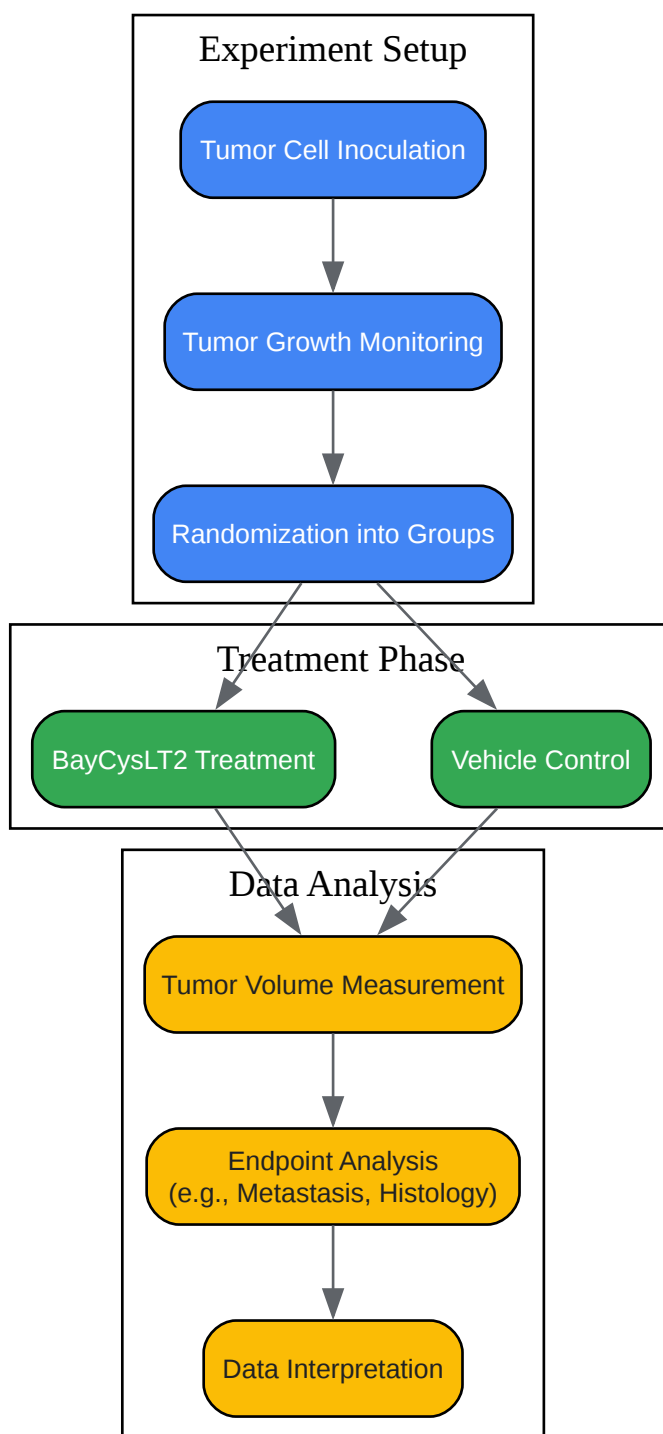 Experiment Setup
Tumor Cell Inoculation
Tumor Growth Monitoring
Randomization into Groups
Treatment Phase
BayCysLT2 Treatment
Vehicle Control
Data Analysis
Tumor Volume Measurement
Endpoint Analysis
(e.g., Metastasis, Histology)
Data Interpretation